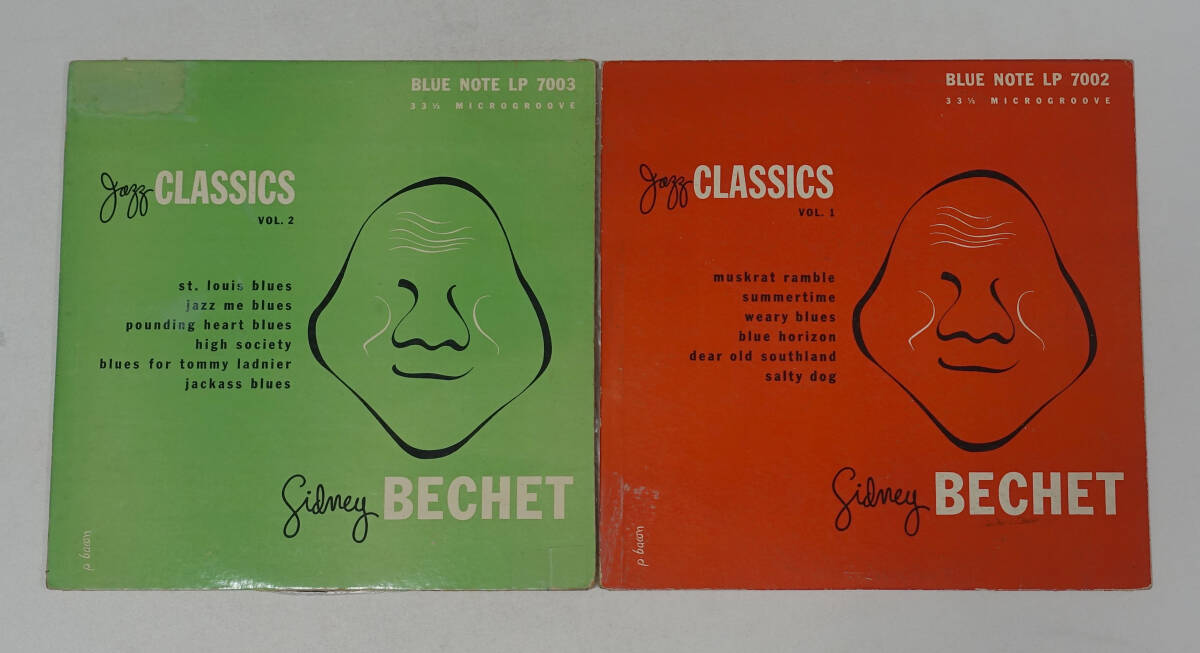 BLUE NOTE LP 7003
33⅓ MICROGROOVE
Jazz CLASSICS
VOL. 2
st. louis blues
jazz me blues
pounding heart blues
high society
blues for tommy ladnier
jackass blues
Sidney BECHET
p bacon
BLUE NOTE LP 7002
33⅓ MICROGROOVE
Jazz CLASSICS
VOL. 1
muskrat ramble
summertime
weary blues
blue horizon
dear old southland
salty dog
Sidney BECHET
p bacon